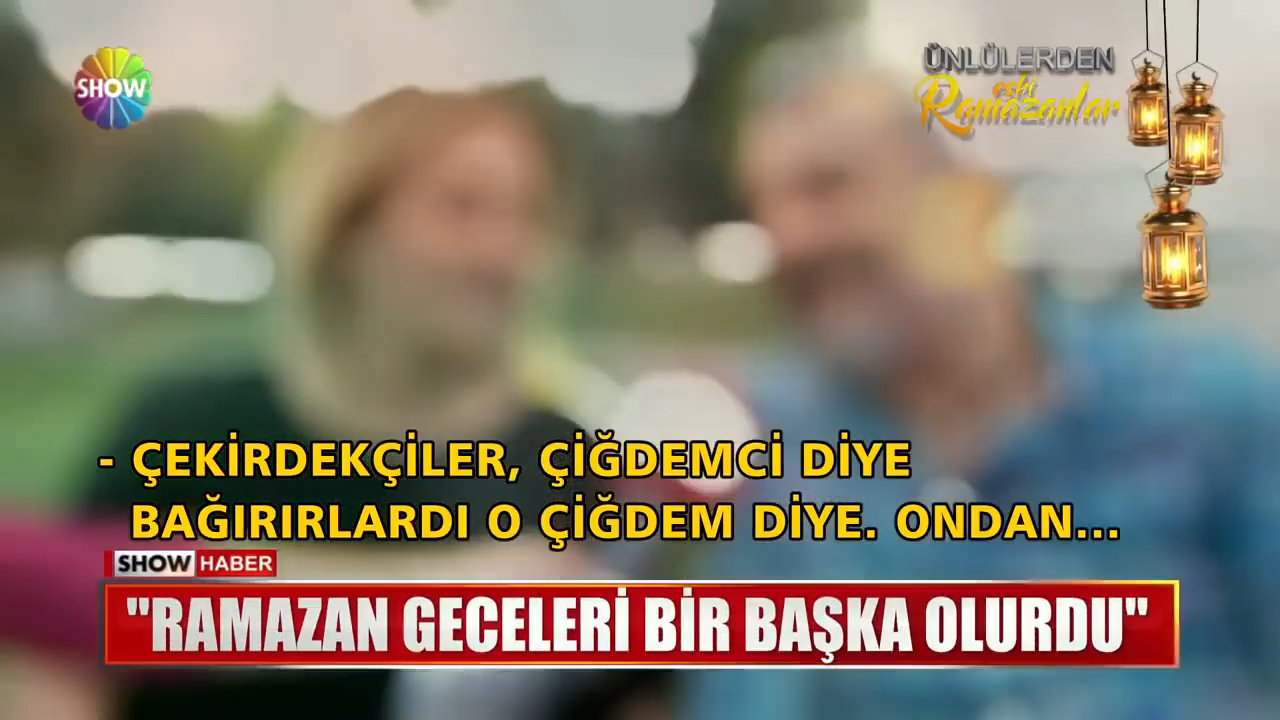 SHOW
ÜNLÜLERDEN
eski
Ramazanlar
- ÇEKİRDEKÇİLER, ÇİĞDEMCİ DİYE
BAĞIRIRLARDI O ÇİĞDEM DİYE. ONDAN...
SHOW HABER
"RAMAZAN GECELERİ BİR BAŞKA OLURDU"